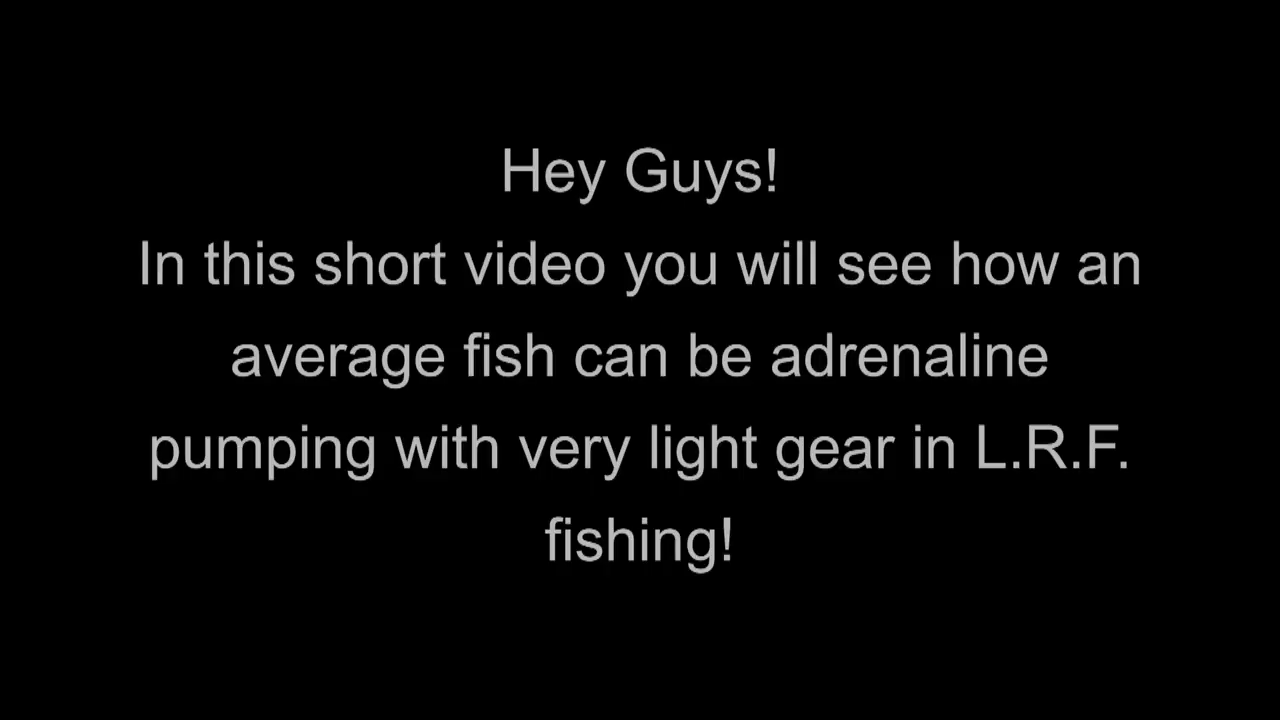 Hey Guys!
In this short video you will see how an
average fish can be adrenaline
pumping with very light gear in L.R.F.
fishing!